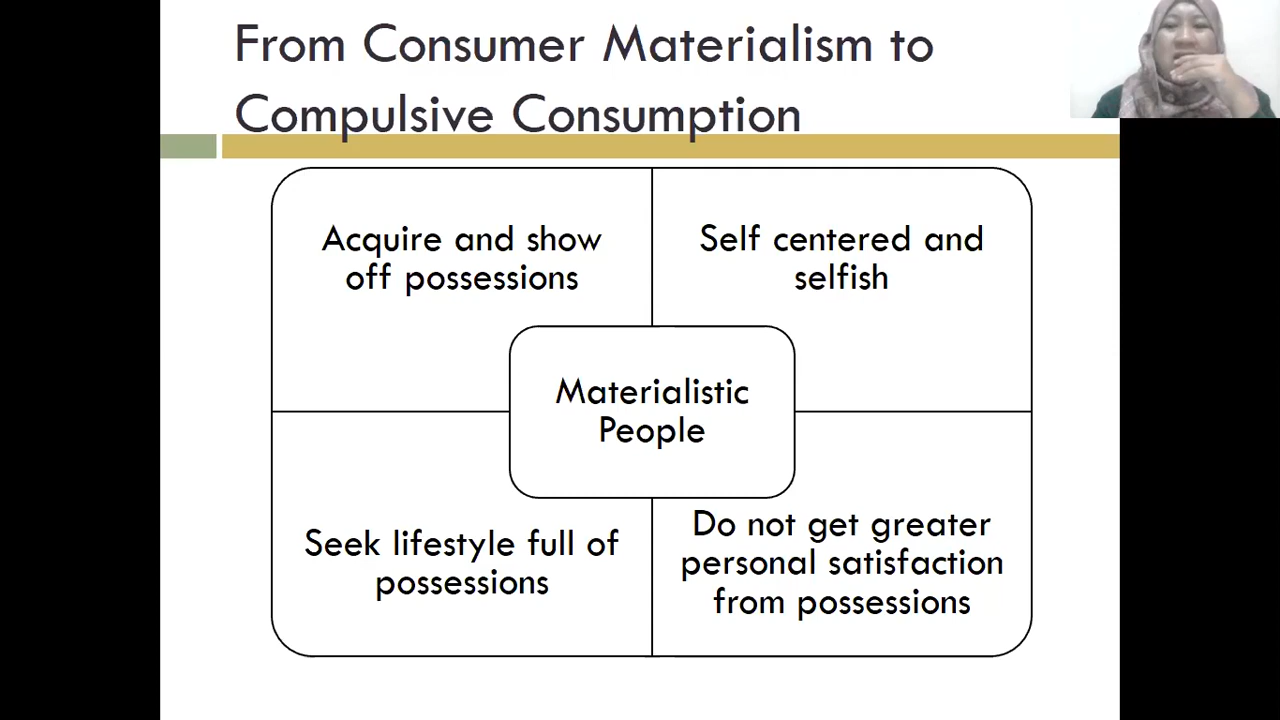 From Consumer Materialism to
Compulsive Consumption
Acquire and show
off possessions
Self centered and
selfish
Materialistic
People
Seek lifestyle full of
possessions
Do not get greater
personal satisfaction
from possessions